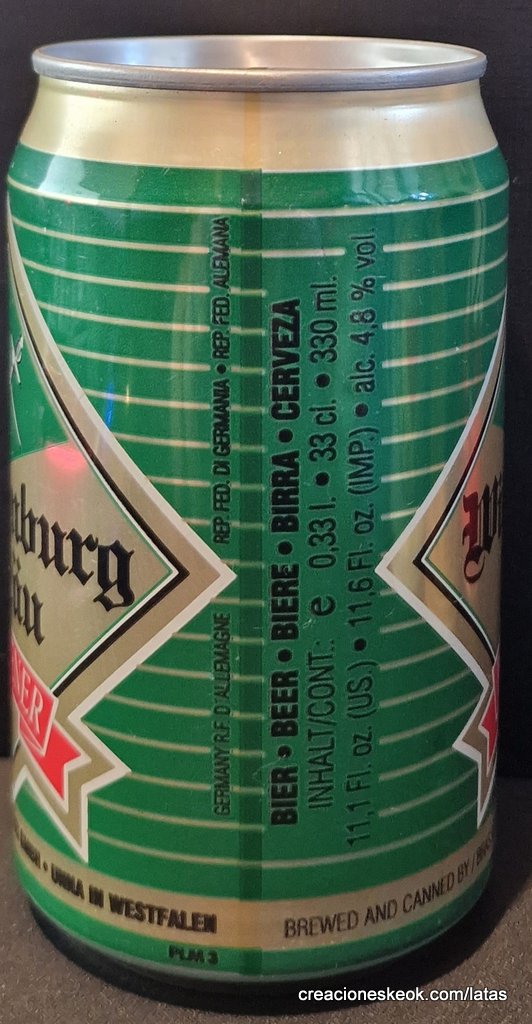 GERMANY R.F. D'ALLEMAGNE REP. FED. DI GERMANIA • REP. FED. ALEMANA
BIER • BEER • BIERE • BIRRA • CERVEZA
INHALT/CONT.: e 0,33 l. • 33 cl. • 330 ml.
11,1 Fl. oz. (US.) • 11,6 Fl. oz. (IMP.) • alc. 4,8 % vol.
nburg
äu
NER
• UNNA IN WESTFALEN
BREWED AND CANNED BY /
PLM 3
creacioneskeok.com/latas